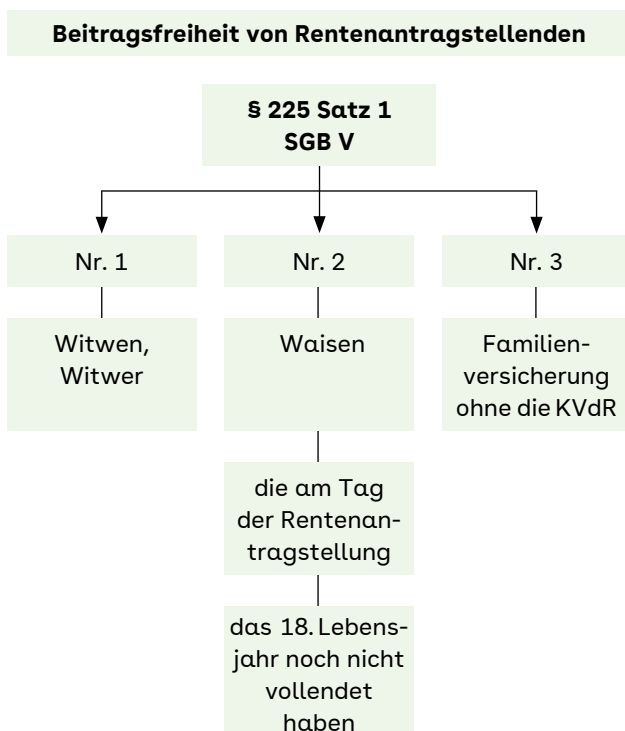 Beitragsfreiheit von Rentenantragstellenden
§ 225 Satz 1
SGB V
Nr. 1
Nr. 2
Nr. 3
Witwen,
Witwer
Waisen
Familien-
versicherung
ohne die KVdR
die am Tag
der Rentenan-
tragstellung
das 18. Lebens-
jahr noch nicht
vollendet
haben